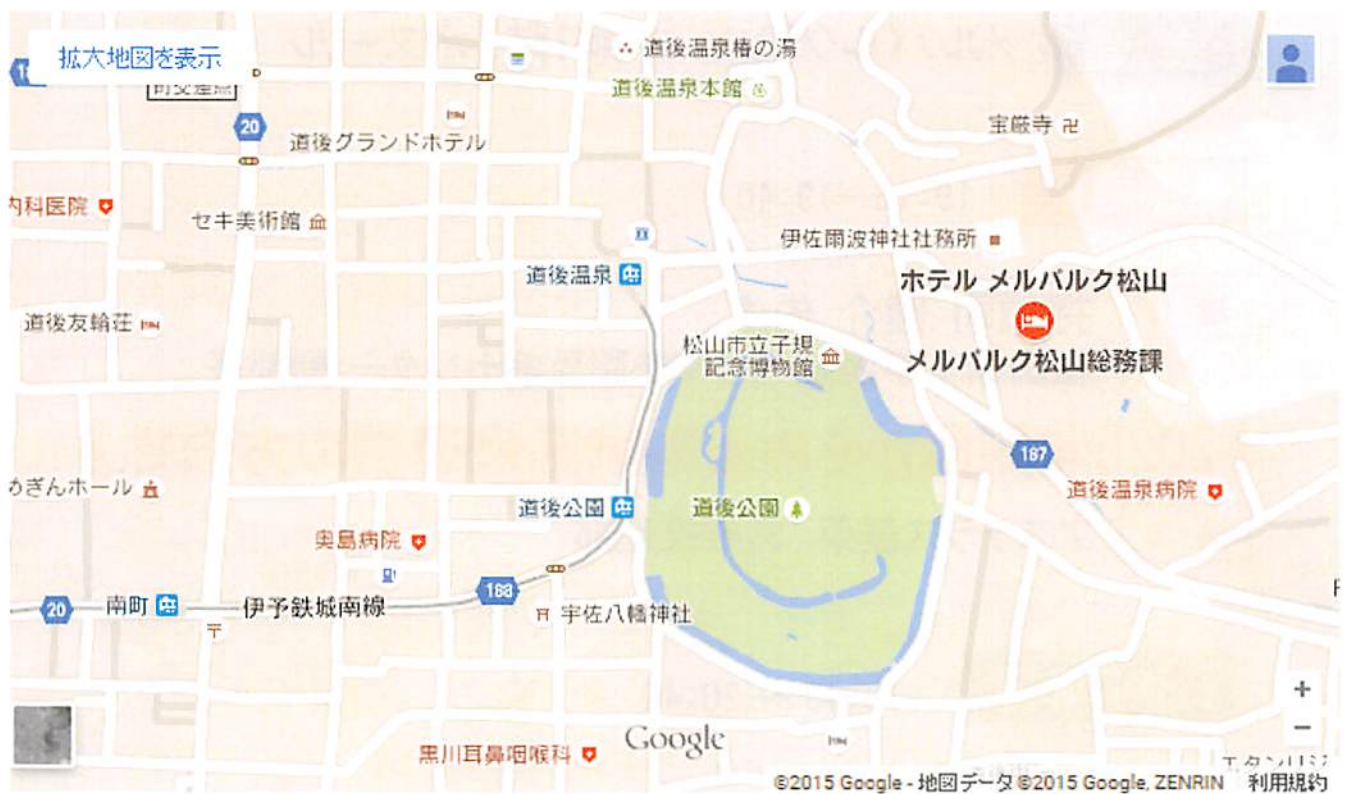 拡大地図を表示
道後温泉椿の湯
道後温泉本館
20
道後グランドホテル
宝厳寺
内科医院
セキ美術館
伊佐爾波神社社務所
道後温泉
ホテル メルパルク松山
道後友輪荘
松山市立子規
記念博物館
メルパルク松山総務課
187
めぎんホール
道後公園
道後公園
道後温泉病院
奥島病院
188
20
南町
伊予鉄城南線
宇佐八幡神社
+
−
Google
黒川耳鼻咽喉科
©2015 Google - 地図データ ©2015 Google, ZENRIN
利用規約